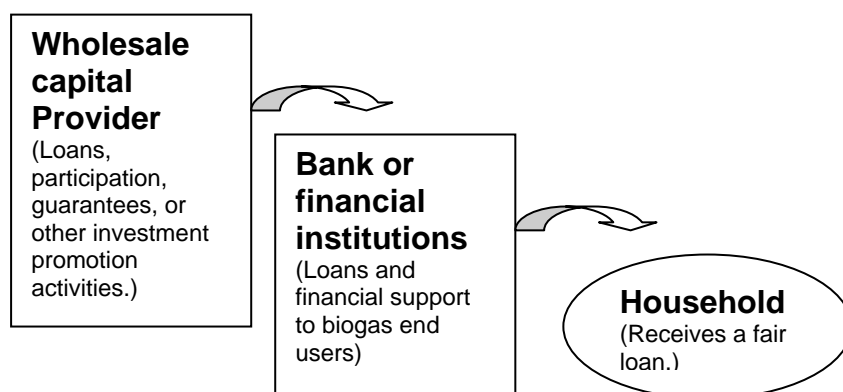 Wholesale
capital
Provider
(Loans,
participation,
guarantees, or
other investment
promotion
activities.)
Bank or
financial
institutions
(Loans and
financial support
to biogas end
users)
Household
(Receives a fair
loan.)